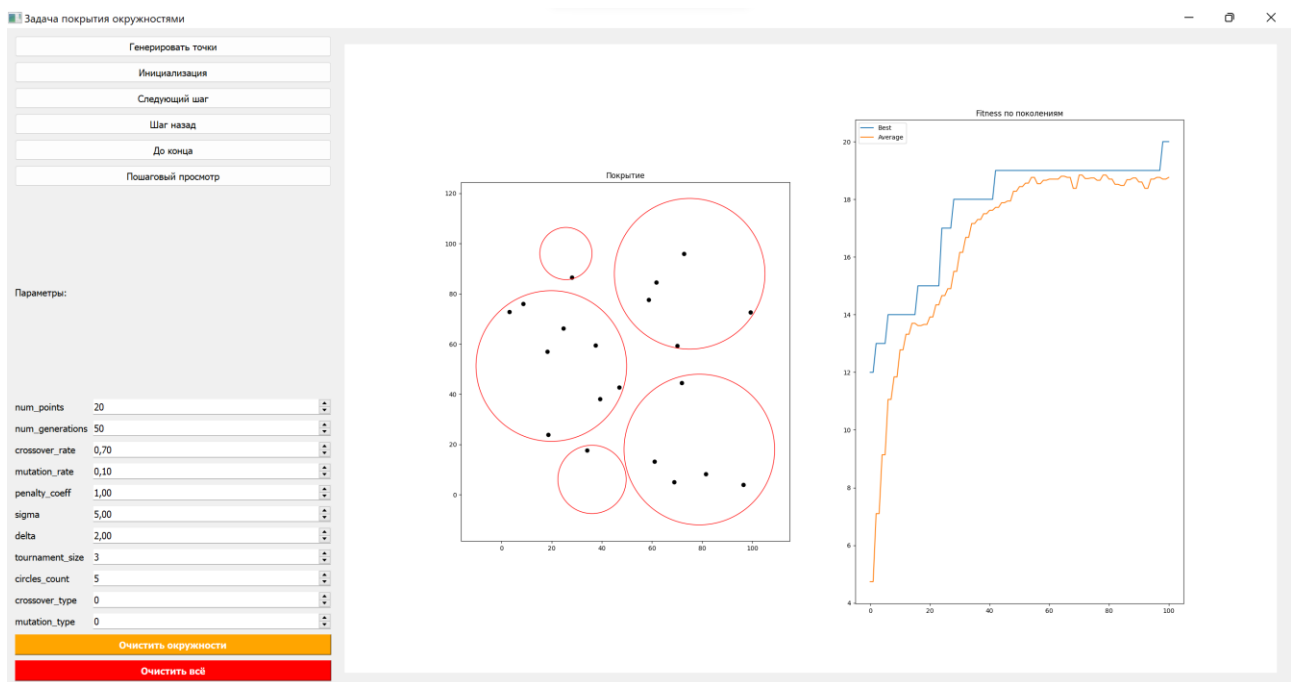 Задача покрытия окружностями
Генерировать точки
Инициализация
Следующий шаг
Шаг назад
До конца
Пошаговый просмотр
Параметры:
num_points 20
num_generations 50
crossover_rate 0,70
mutation_rate 0,10
penalty_coeff 1,00
sigma 5,00
delta 2,00
tournament_size 3
circles_count 5
crossover_type 0
mutation_type 0
Очистить окружности
Очистить всё
Покрытие
120
100
80
60
40
20
0
0 20 40 60 80 100
Fitness по поколениям
Best
Average
20
18
16
14
12
10
8
6
4
0 20 40 60 80 100